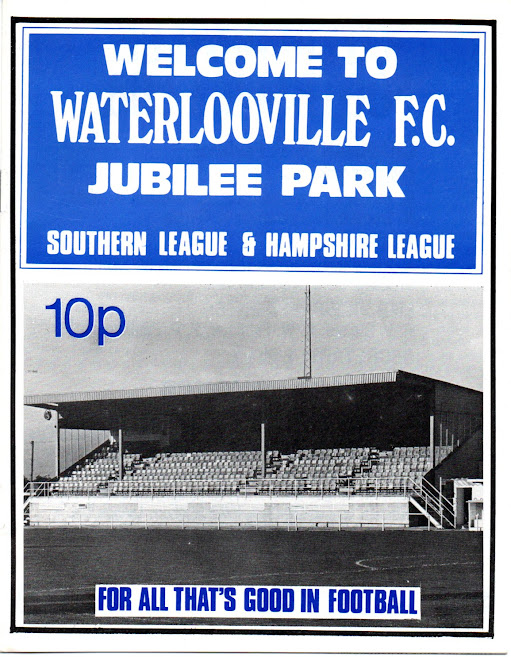 WELCOME TO
WATERLOOVILLE F.C.
JUBILEE PARK
SOUTHERN LEAGUE & HAMPSHIRE LEAGUE
10p
FOR ALL THAT'S GOOD IN FOOTBALL